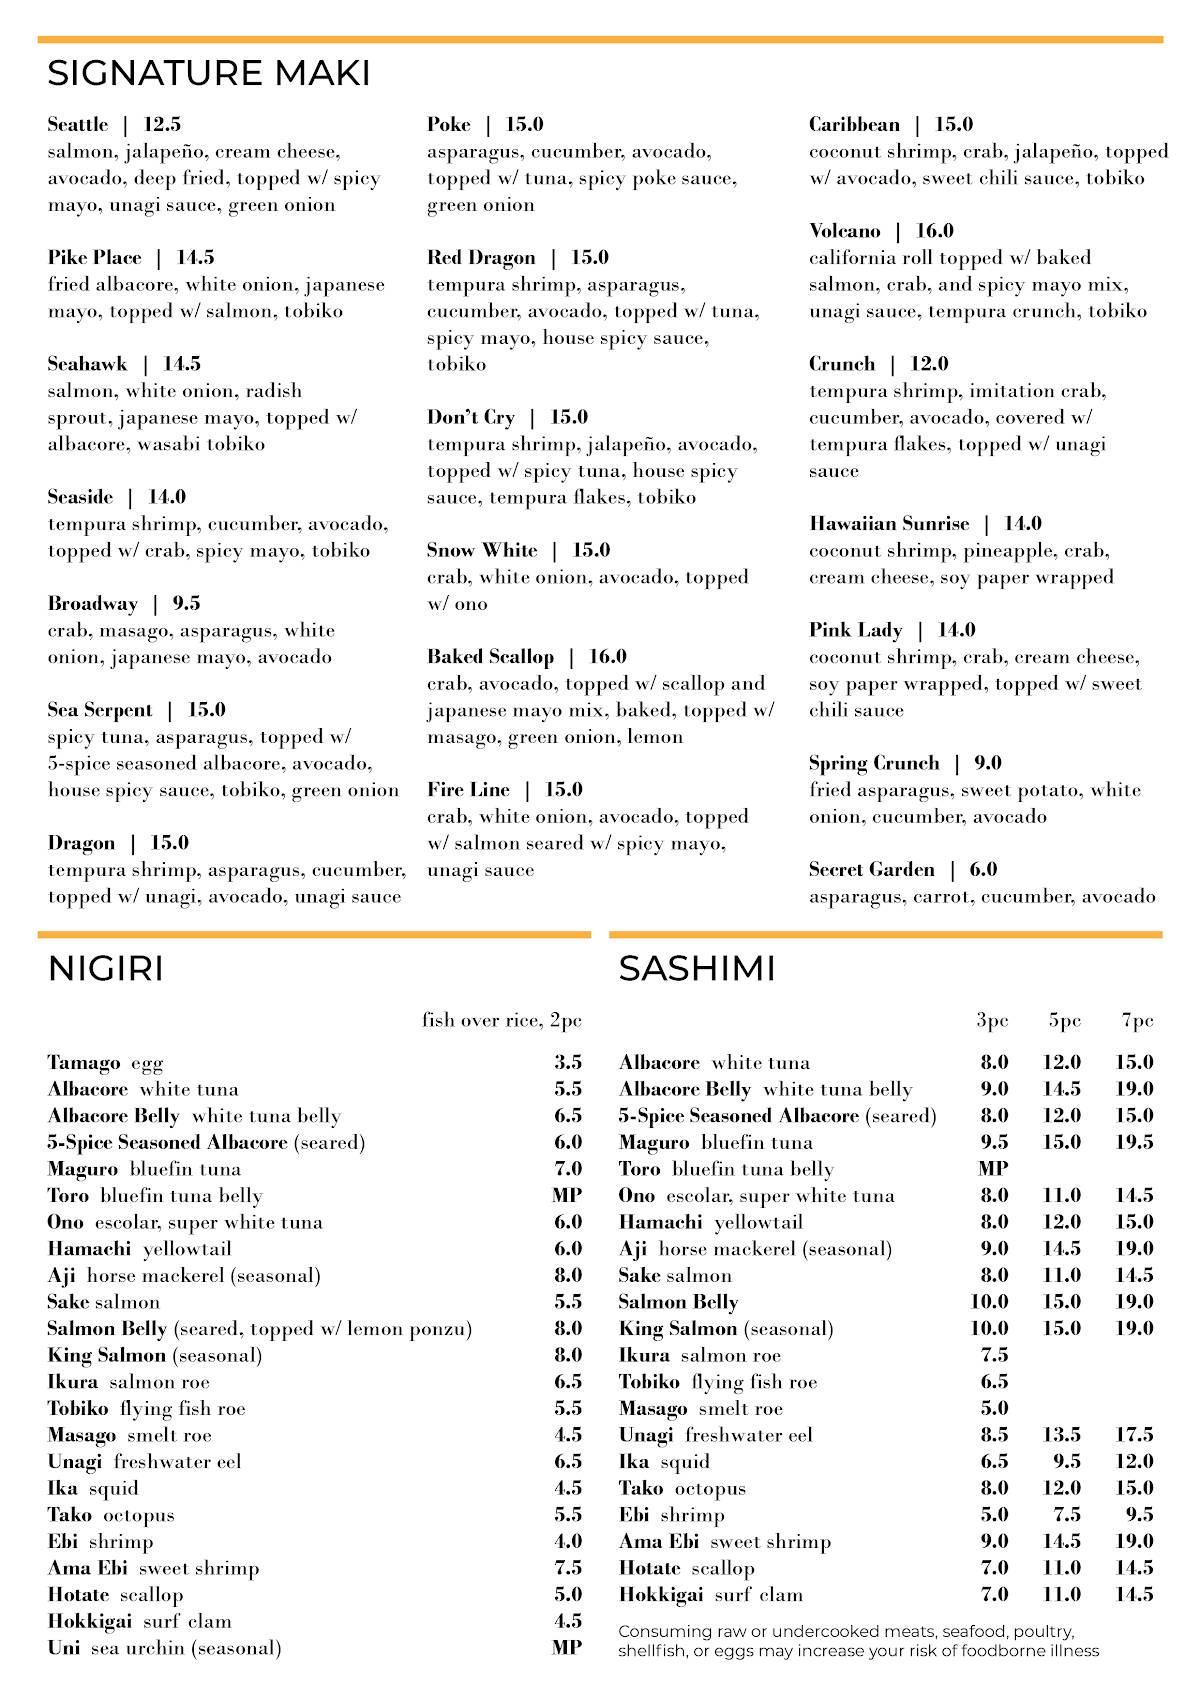 SIGNATURE MAKI
Seattle | 12.5
salmon, jalapeño, cream cheese,
avocado, deep fried, topped w/ spicy
mayo, unagi sauce, green onion
Pike Place | 14.5
fried albacore, white onion, japanese
mayo, topped w/ salmon, tobiko
Seahawk | 14.5
salmon, white onion, radish
sprout, japanese mayo, topped w/
albacore, wasabi tobiko
Seaside | 14.0
tempura shrimp, cucumber, avocado,
topped w/ crab, spicy mayo, tobiko
Broadway | 9.5
crab, masago, asparagus, white
onion, japanese mayo, avocado
Sea Serpent | 15.0
spicy tuna, asparagus, topped w/
5-spice seasoned albacore, avocado,
house spicy sauce, tobiko, green onion
Dragon | 15.0
tempura shrimp, asparagus, cucumber,
topped w/ unagi, avocado, unagi sauce
Poke | 15.0
asparagus, cucumber, avocado,
topped w/ tuna, spicy poke sauce,
green onion
Red Dragon | 15.0
tempura shrimp, asparagus,
cucumber, avocado, topped w/ tuna,
spicy mayo, house spicy sauce,
tobiko
Don't Cry | 15.0
tempura shrimp, jalapeño, avocado,
topped w/ spicy tuna, house spicy
sauce, tempura flakes, tobiko
Snow White | 15.0
crab, white onion, avocado, topped
w/ ono
Baked Scallop | 16.0
crab, avocado, topped w/ scallop and
japanese mayo mix, baked, topped w/
masago, green onion, lemon
Fire Line | 15.0
crab, white onion, avocado, topped
w/ salmon seared w/ spicy mayo,
unagi sauce
Caribbean | 15.0
coconut shrimp, crab, jalapeño, topped
w/ avocado, sweet chili sauce, tobiko
Volcano | 16.0
california roll topped w/ baked
salmon, crab, and spicy mayo mix,
unagi sauce, tempura crunch, tobiko
Crunch | 12.0
tempura shrimp, imitation crab,
cucumber, avocado, covered w/
tempura flakes, topped w/ unagi
sauce
Hawaiian Sunrise | 14.0
coconut shrimp, pineapple, crab,
cream cheese, soy paper wrapped
Pink Lady | 14.0
coconut shrimp, crab, cream cheese,
soy paper wrapped, topped w/ sweet
chili sauce
Spring Crunch | 9.0
fried asparagus, sweet potato, white
onion, cucumber, avocado
Secret Garden | 6.0
asparagus, carrot, cucumber, avocado
NIGIRI
fish over rice, 2pc
Tamago egg 3.5
Albacore white tuna 5.5
Albacore Belly white tuna belly 6.5
5-Spice Seasoned Albacore (seared) 6.0
Maguro bluefin tuna 7.0
Toro bluefin tuna belly MP
Ono escolar, super white tuna 6.0
Hamachi yellowtail 6.0
Aji horse mackerel (seasonal) 8.0
Sake salmon 5.5
Salmon Belly (seared, topped w/ lemon ponzu) 8.0
King Salmon (seasonal) 8.0
Ikura salmon roe 6.5
Tobiko flying fish roe 5.5
Masago smelt roe 4.5
Unagi freshwater eel 6.5
Ika squid 4.5
Tako octopus 5.5
Ebi shrimp 4.0
Ama Ebi sweet shrimp 7.5
Hotate scallop 5.0
Hokkigai surf clam 4.5
Uni sea urchin (seasonal) MP
SASHIMI
3pc 5pc 7pc
Albacore white tuna 8.0 12.0 15.0
Albacore Belly white tuna belly 9.0 14.5 19.0
5-Spice Seasoned Albacore (seared) 8.0 12.0 15.0
Maguro bluefin tuna 9.5 15.0 19.5
Toro bluefin tuna belly MP
Ono escolar, super white tuna 8.0 11.0 14.5
Hamachi yellowtail 8.0 12.0 15.0
Aji horse mackerel (seasonal) 9.0 14.5 19.0
Sake salmon 8.0 11.0 14.5
Salmon Belly 10.0 15.0 19.0
King Salmon (seasonal) 10.0 15.0 19.0
Ikura salmon roe 7.5
Tobiko flying fish roe 6.5
Masago smelt roe 5.0
Unagi freshwater eel 8.5 13.5 17.5
Ika squid 6.5 9.5 12.0
Tako octopus 8.0 12.0 15.0
Ebi shrimp 5.0 7.5 9.5
Ama Ebi sweet shrimp 9.0 14.5 19.0
Hotate scallop 7.0 11.0 14.5
Hokkigai surf clam 7.0 11.0 14.5
Consuming raw or undercooked meats, seafood, poultry,
shellfish, or eggs may increase your risk of foodborne illness